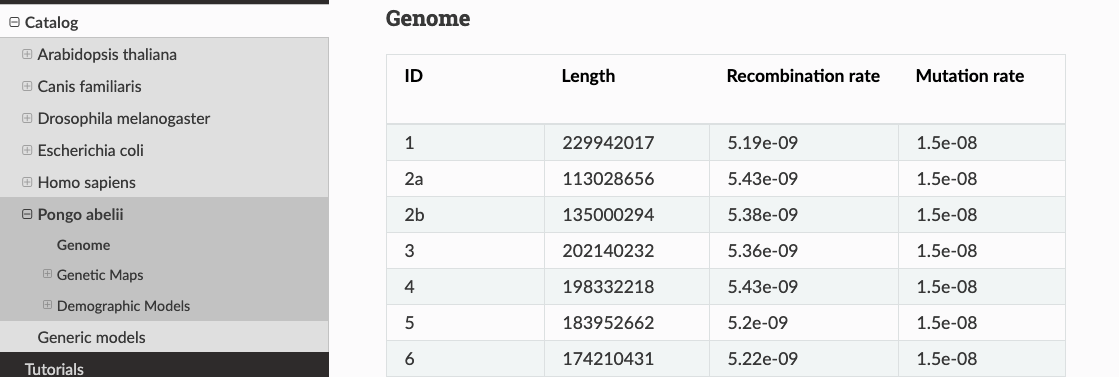 Catalog
Arabidopsis thaliana
Canis familiaris
Drosophila melanogaster
Escherichia coli
Homo sapiens
Pongo abelii
Genome
Genetic Maps
Demographic Models
Generic models
Tutorials
Genome
ID Length Recombination rate Mutation rate
1 229942017 5.19e-09 1.5e-08
2a 113028656 5.43e-09 1.5e-08
2b 135000294 5.38e-09 1.5e-08
3 202140232 5.36e-09 1.5e-08
4 198332218 5.43e-09 1.5e-08
5 183952662 5.2e-09 1.5e-08
6 174210431 5.22e-09 1.5e-08